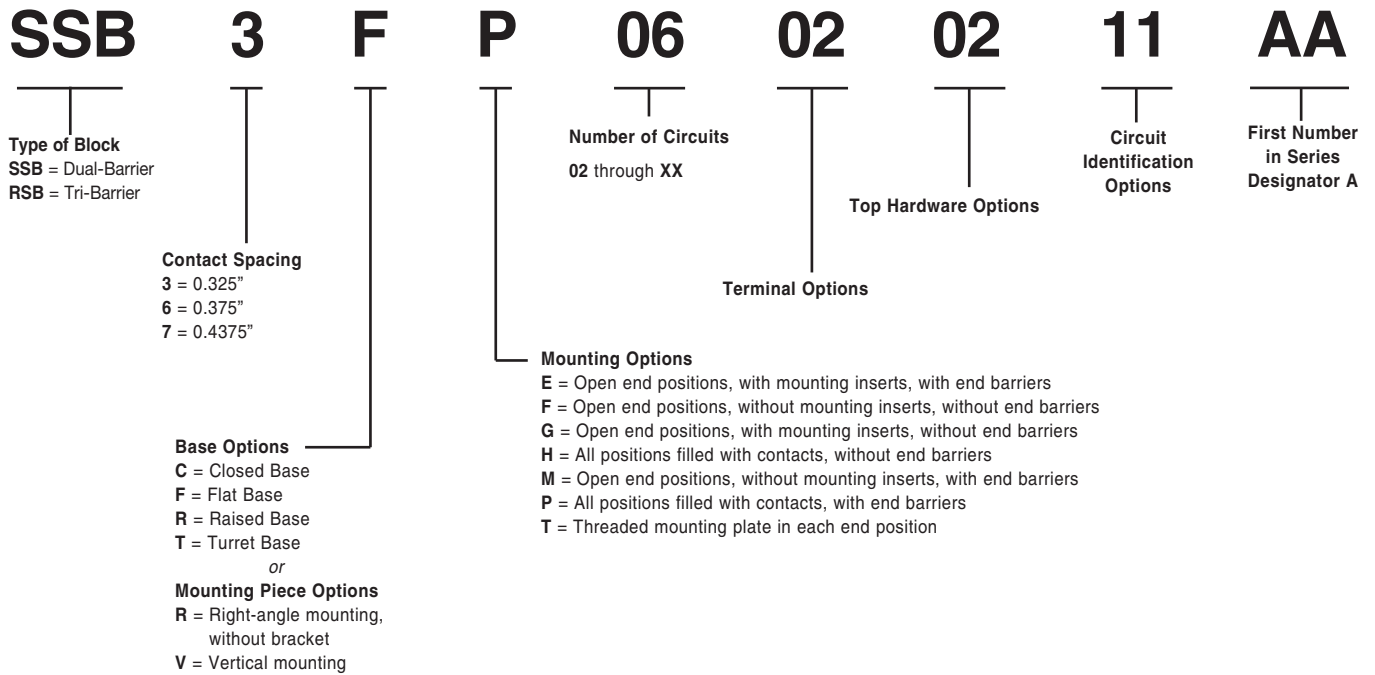 SSB 3 F P 06 02 02 11 AA
Type of Block
SSB = Dual-Barrier
RSB = Tri-Barrier
Contact Spacing
3 = 0.325”
6 = 0.375”
7 = 0.4375”
Base Options
C = Closed Base
F = Flat Base
R = Raised Base
T = Turret Base
or
Mounting Piece Options
R = Right-angle mounting,
without bracket
V = Vertical mounting
Mounting Options
E = Open end positions, with mounting inserts, with end barriers
F = Open end positions, without mounting inserts, without end barriers
G = Open end positions, with mounting inserts, without end barriers
H = All positions filled with contacts, without end barriers
M = Open end positions, without mounting inserts, with end barriers
P = All positions filled with contacts, with end barriers
T = Threaded mounting plate in each end position
Number of Circuits
02 through XX
Terminal Options
Top Hardware Options
Circuit
Identification
Options
First Number
in Series
Designator A